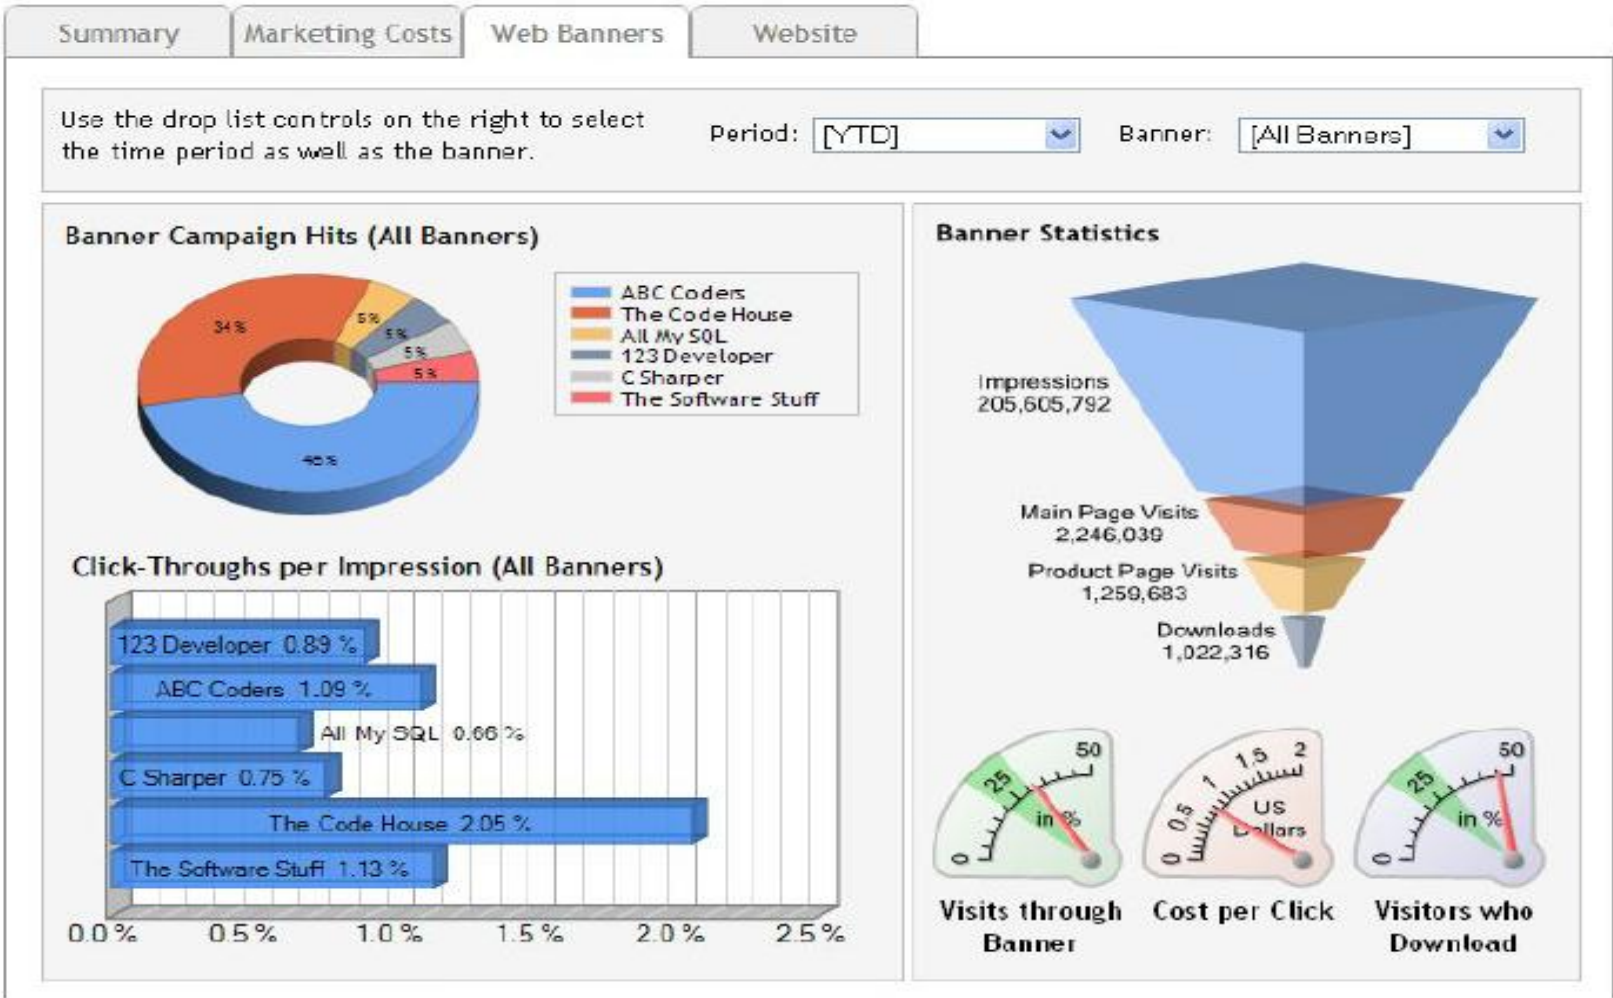 Summary
Marketing Costs
Web Banners
Website
Use the drop list controls on the right to select
the time period as well as the banner.
Period:
[YTD]
Banner:
[All Banners]
Banner Campaign Hits (All Banners)
34%
5%
5%
5%
5%
ABC Coders
The Code House
All My SQL
123 Developer
C Sharper
The Software Stuff
Click-Throughs per Impression (All Banners)
123 Developer 0.89 %
ABC Coders 1.09 %
All My SQL 0.66 %
C Sharper 0.75 %
The Code House 2.05 %
The Software Stuff 1.13 %
0.0 %
0.5 %
1.0 %
1.5 %
2.0 %
2.5 %
Banner Statistics
Impressions
205,605,792
Main Page Visits
2,246,039
Product Page Visits
1,259,683
Downloads
1,022,316
0
25
50
in %
Visits through
Banner
0
0.5
1
1.5
2
US
Dollars
Cost per Click
0
25
50
in %
Visitors who
Download